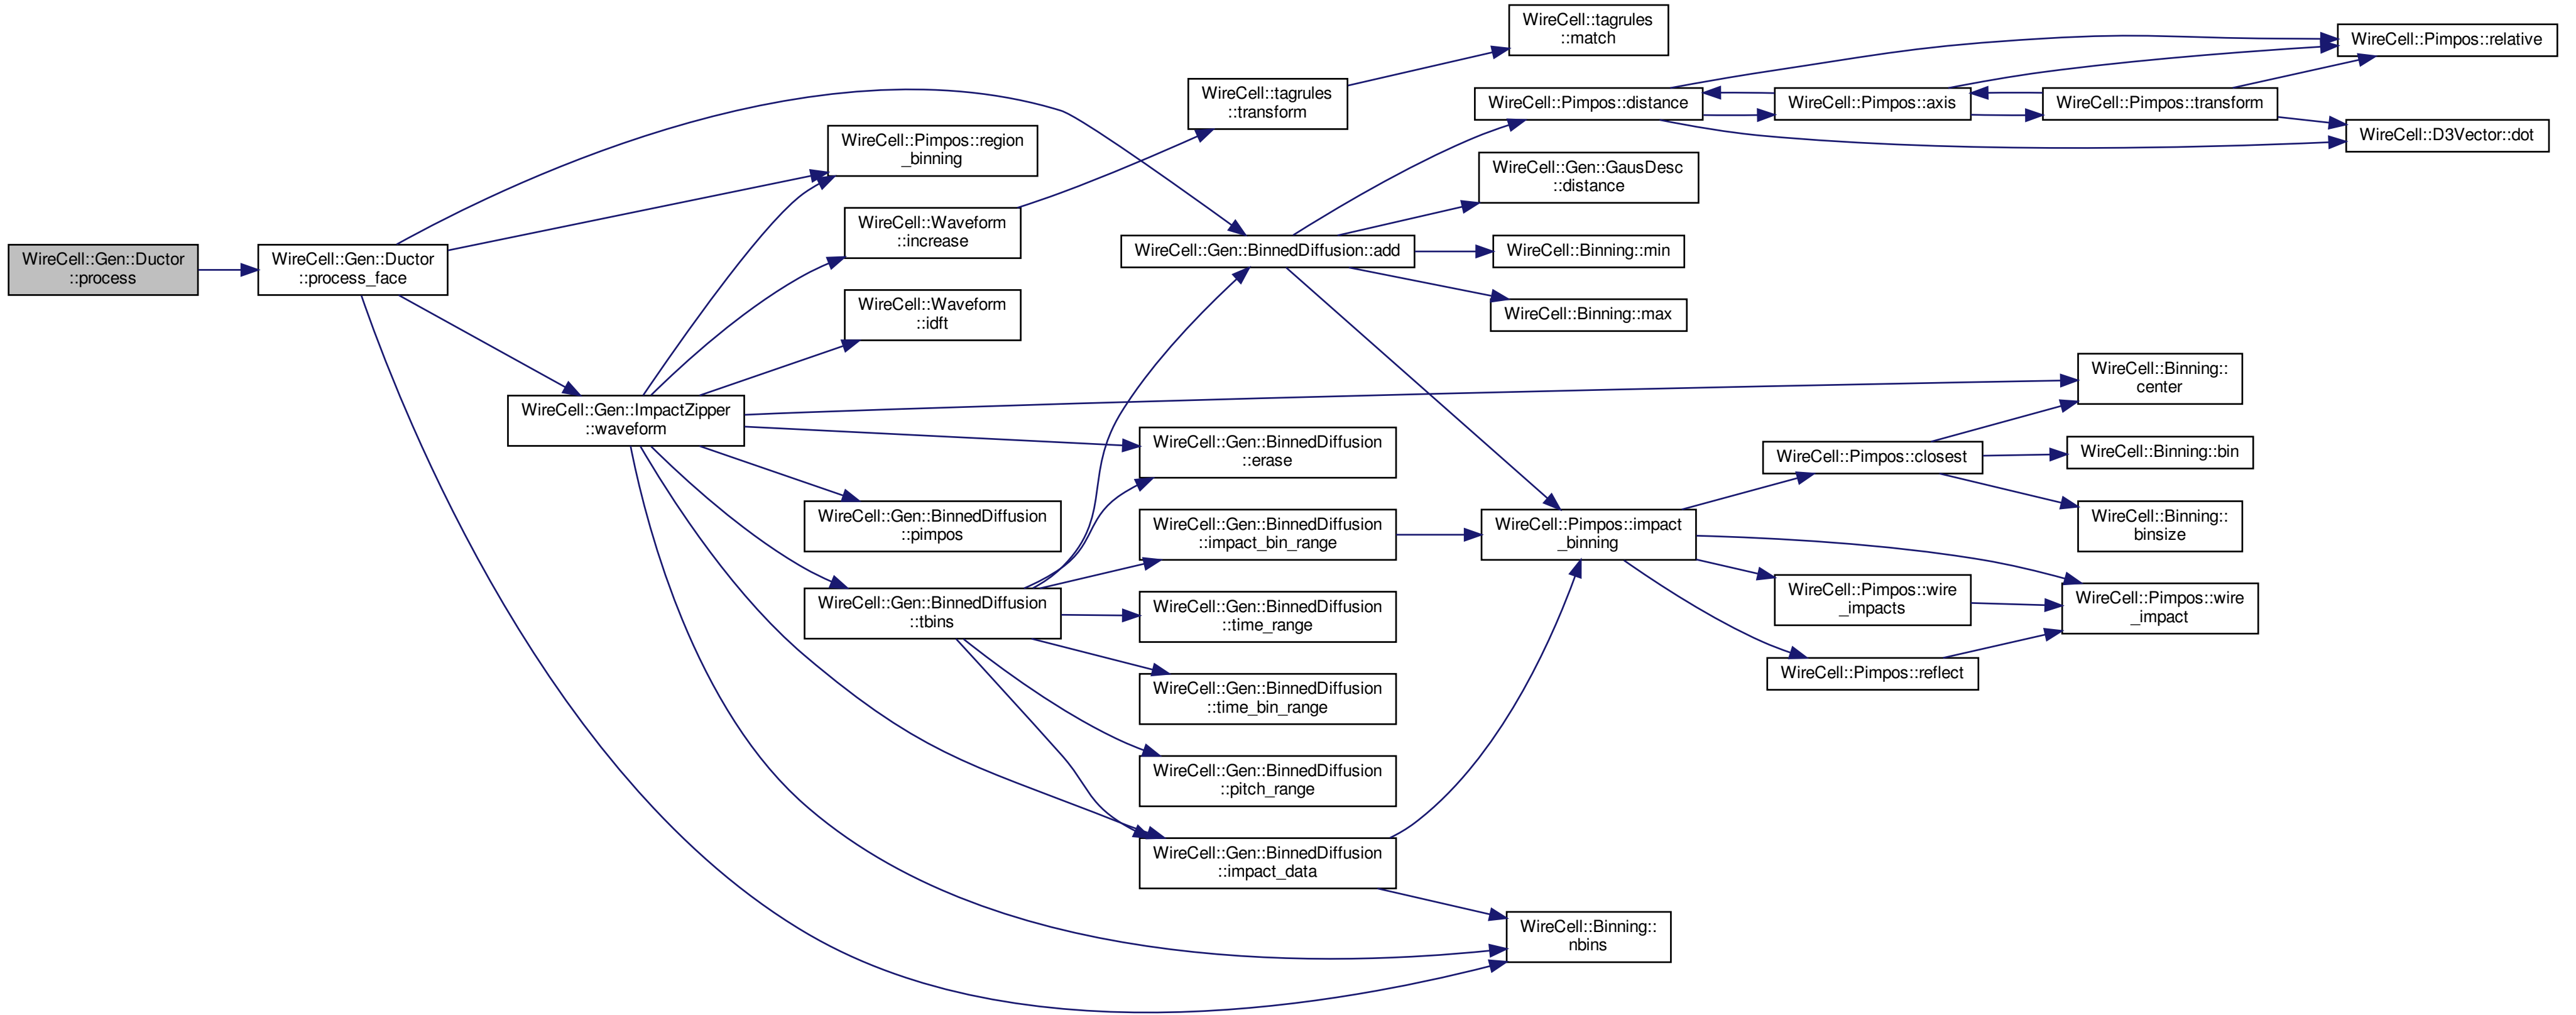 WireCell::Gen::Ductor
::process
WireCell::Gen::Ductor
::process_face
WireCell::Gen::ImpactZipper
::waveform
WireCell::Pimpos::region
_binning
WireCell::Waveform
::increase
WireCell::Waveform
::idft
WireCell::Gen::BinnedDiffusion
::pimpos
WireCell::Gen::BinnedDiffusion
::tbins
WireCell::tagrules
::transform
WireCell::Gen::BinnedDiffusion::add
WireCell::Gen::BinnedDiffusion
::erase
WireCell::Gen::BinnedDiffusion
::impact_bin_range
WireCell::Gen::BinnedDiffusion
::time_range
WireCell::Gen::BinnedDiffusion
::time_bin_range
WireCell::Gen::BinnedDiffusion
::pitch_range
WireCell::Gen::BinnedDiffusion
::impact_data
WireCell::tagrules
::match
WireCell::Pimpos::distance
WireCell::Gen::GausDesc
::distance
WireCell::Binning::min
WireCell::Binning::max
WireCell::Pimpos::impact
_binning
WireCell::Binning::
nbins
WireCell::Pimpos::axis
WireCell::Pimpos::closest
WireCell::Pimpos::wire
_impacts
WireCell::Pimpos::reflect
WireCell::Pimpos::transform
WireCell::Binning::
center
WireCell::Binning::bin
WireCell::Binning::
binsize
WireCell::Pimpos::wire
_impact
WireCell::Pimpos::relative
WireCell::D3Vector::dot